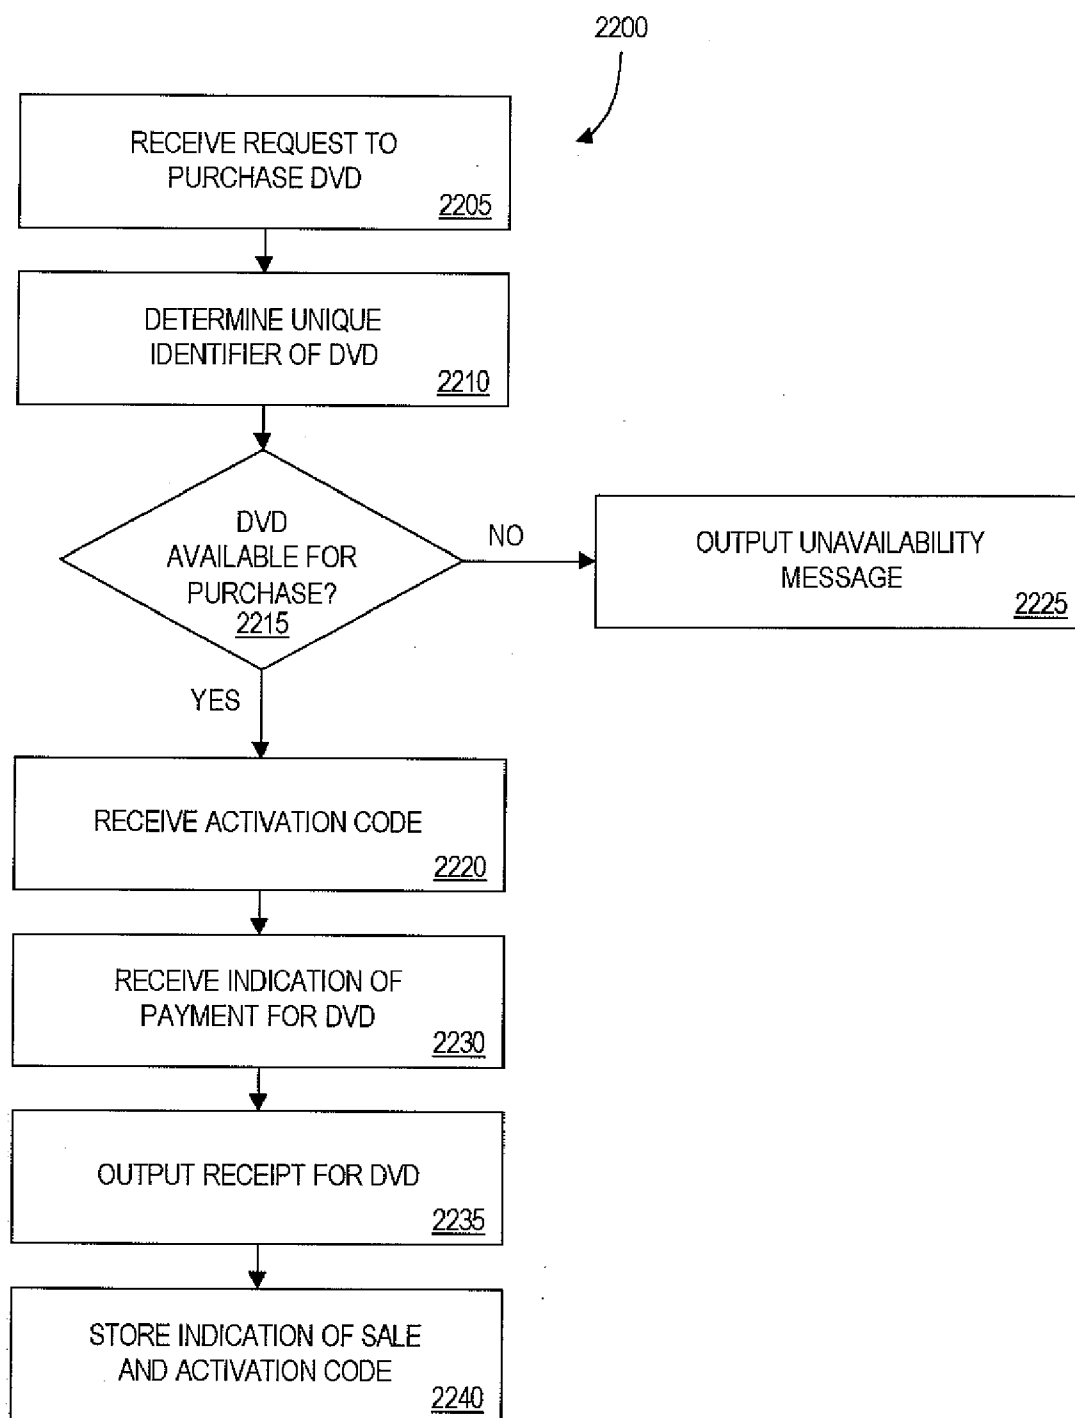 2200
RECEIVE REQUEST TO
PURCHASE DVD
2205
DETERMINE UNIQUE
IDENTIFIER OF DVD
2210
DVD
AVAILABLE FOR
PURCHASE?
2215
NO
OUTPUT UNAVAILABILITY
MESSAGE
2225
YES
RECEIVE ACTIVATION CODE
2220
RECEIVE INDICATION OF
PAYMENT FOR DVD
2230
OUTPUT RECEIPT FOR DVD
2235
STORE INDICATION OF SALE
AND ACTIVATION CODE
2240